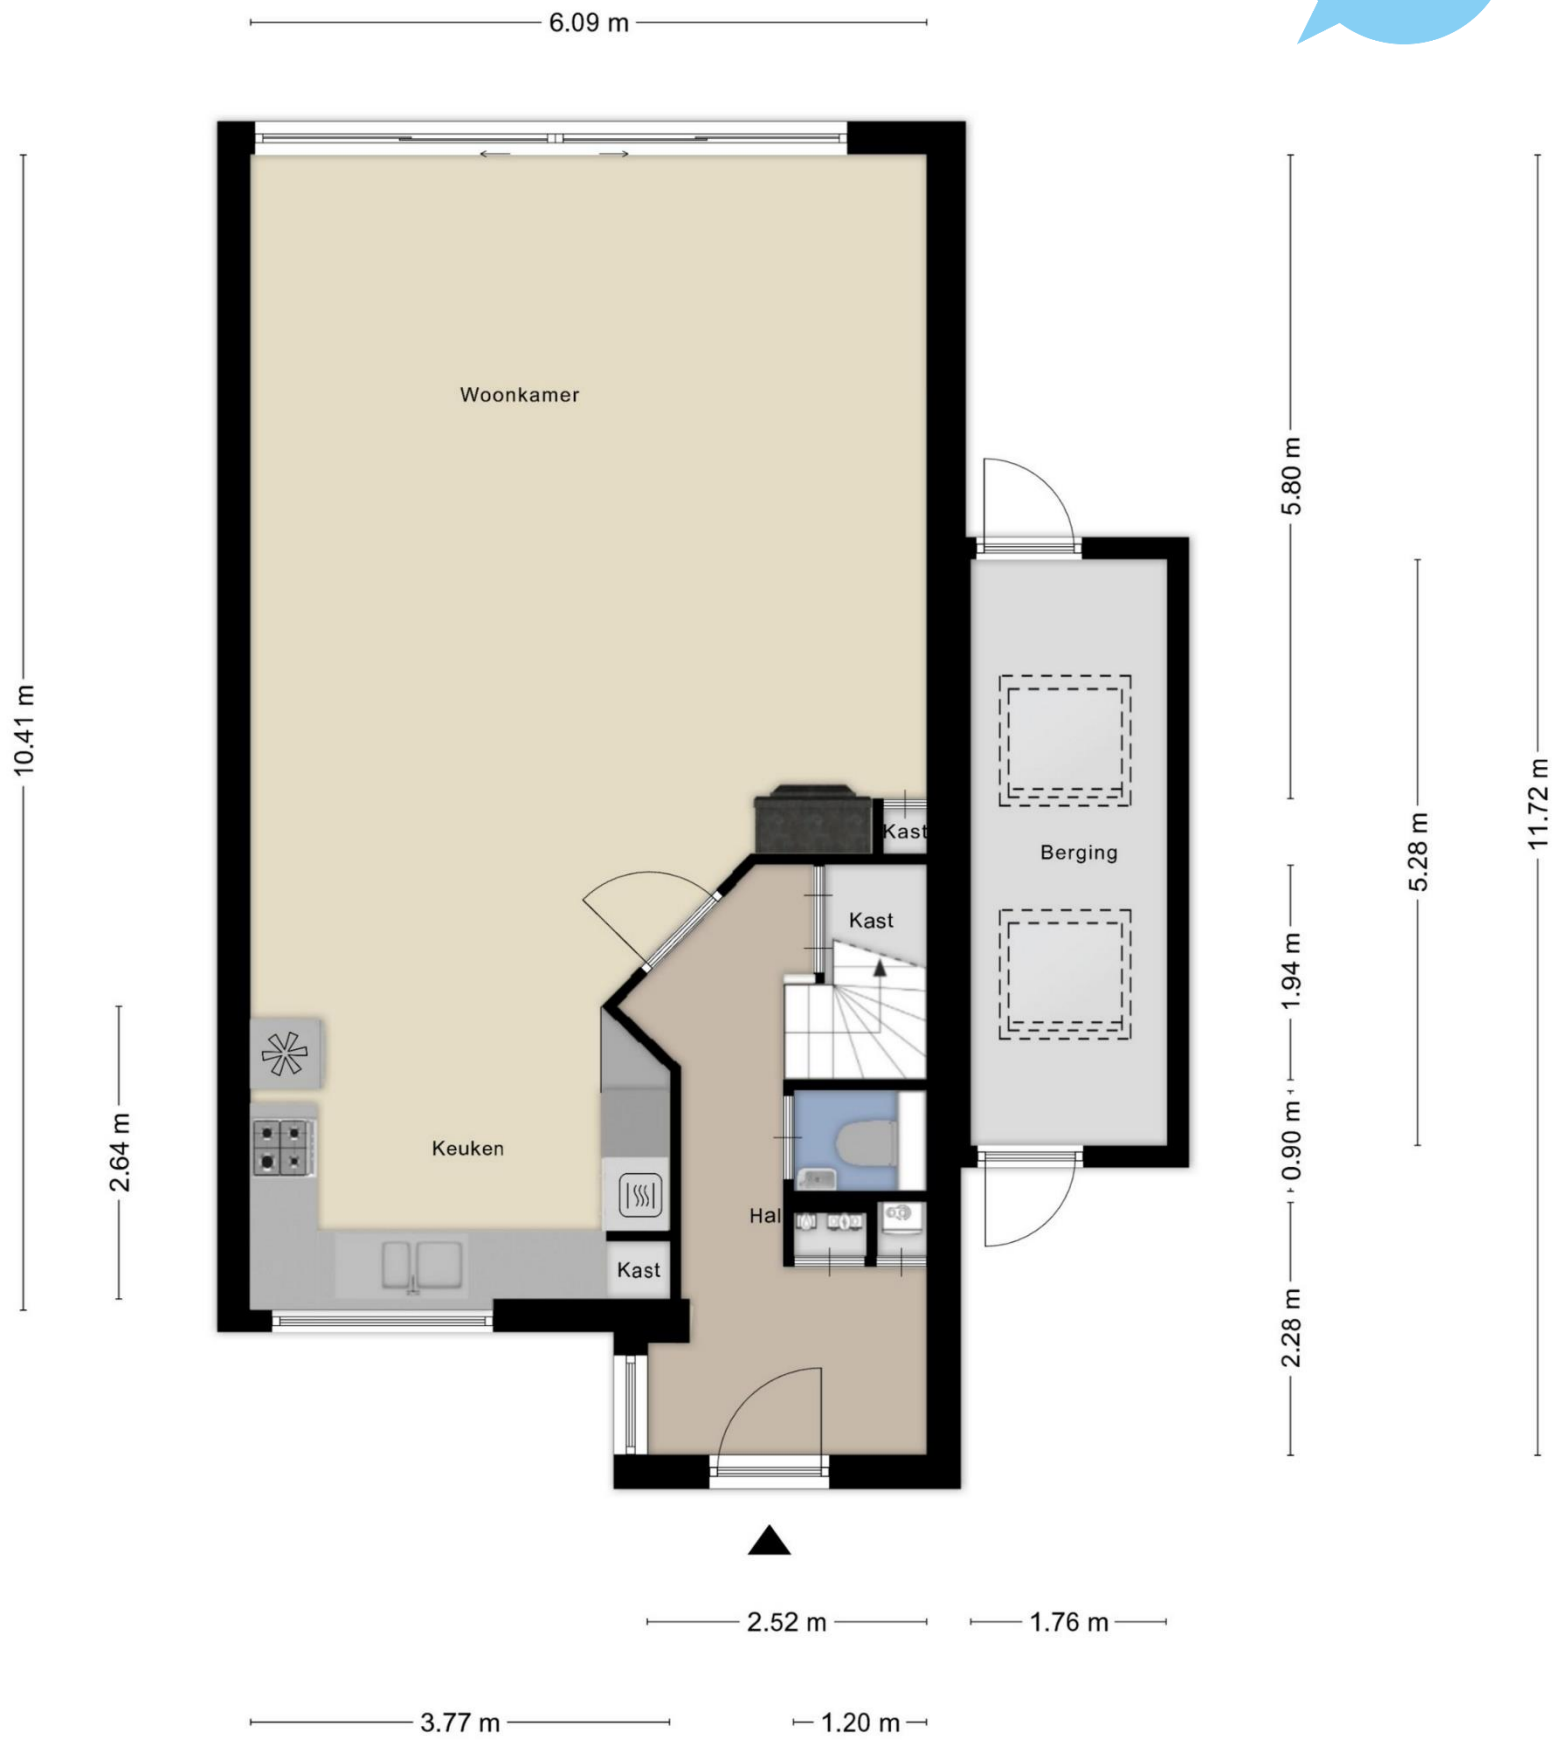 6.09 m
Woonkamer
5.80 m
10.41 m
11.72 m
Kast
Berging
5.28 m
Kast
1.94 m
2.64 m
Keuken
0.90 m
Hal
Kast
2.28 m
2.52 m
1.76 m
3.77 m
1.20 m